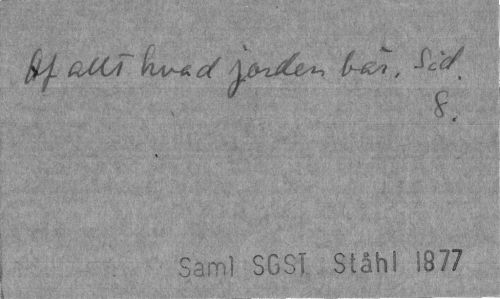 Af allt hvad jorden bär. Sid.
8.
Saml SGST Ståhl 1877